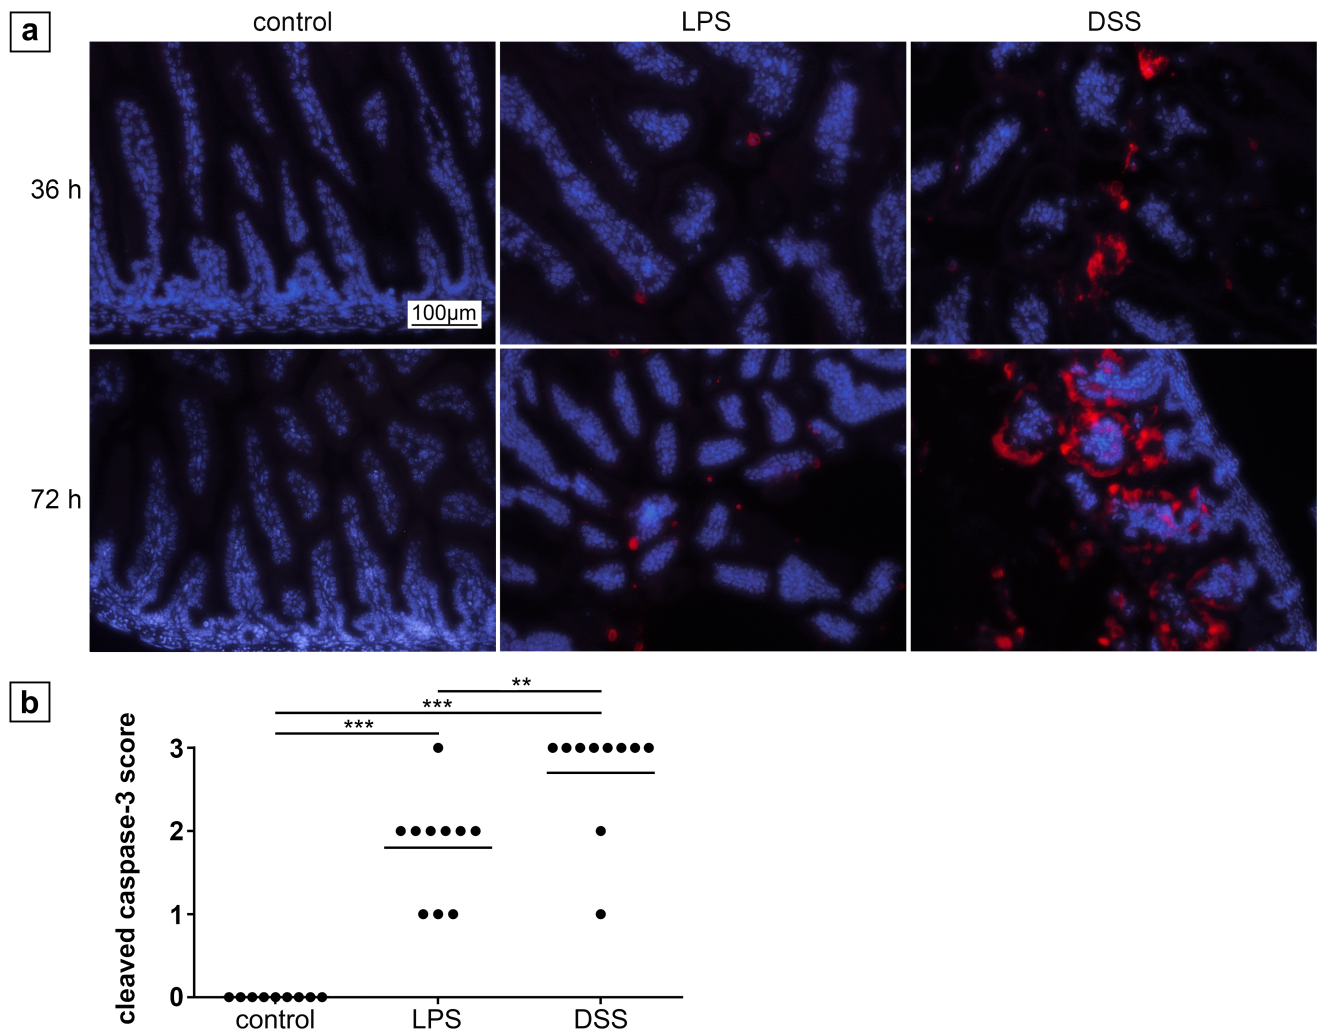 a
control
LPS
DSS
36 h
100µm
72 h
b
**
***
***
cleaved caspase-3 score
3
2
1
0
control
LPS
DSS